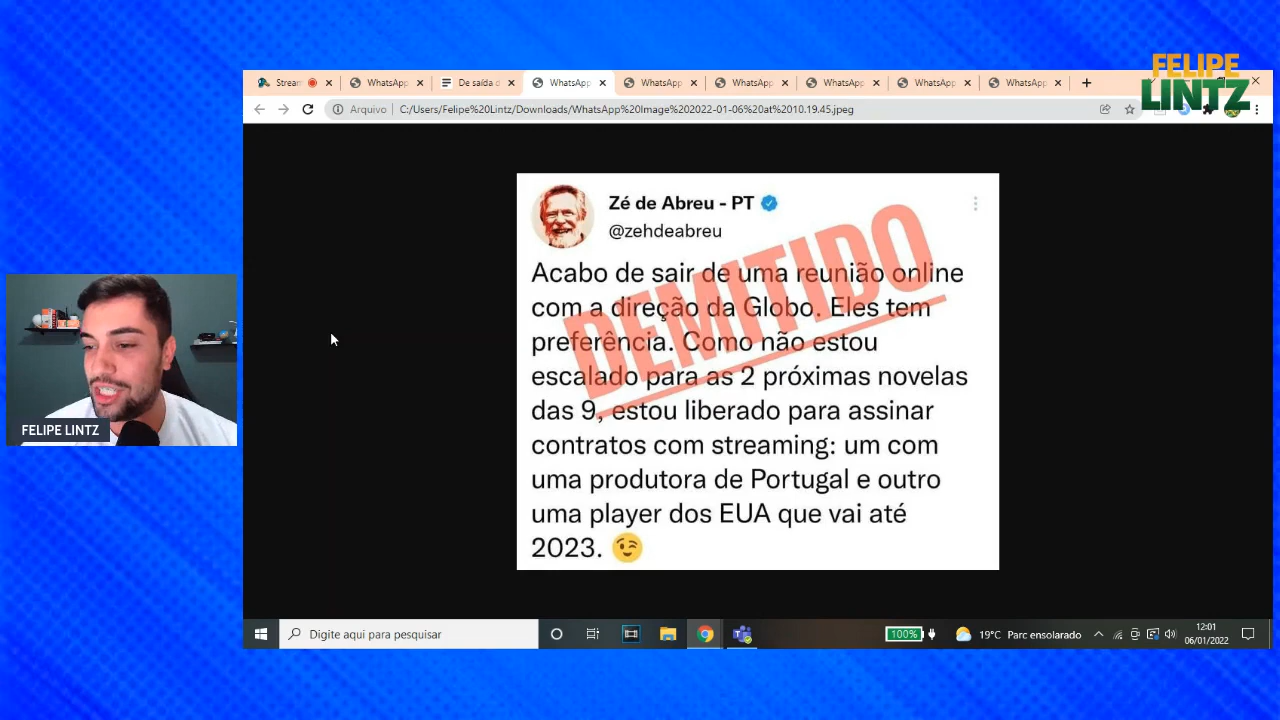 FELIPE
LINTZ
Stream
WhatsApp
De saída d
WhatsApp
WhatsApp
WhatsApp
WhatsApp
WhatsApp
WhatsApp
Arquivo C:/Users/Felipe%20Lintz/Downloads/WhatsApp%20Image%202022-01-06%20at%2010.19.45.jpeg
Zé de Abreu - PT
@zehdeabreu
Acabo de sair de uma reunião online
com a direção da Globo. Eles tem
preferência. Como não estou
escalado para as 2 próximas novelas
das 9, estou liberado para assinar
contratos com streaming: um com
uma produtora de Portugal e outro
uma player dos EUA que vai até
2023. 😉
DEMITIDO
FELIPE LINTZ
Digite aqui para pesquisar
100%
19°C Parc ensolarado
12:01
06/01/2022